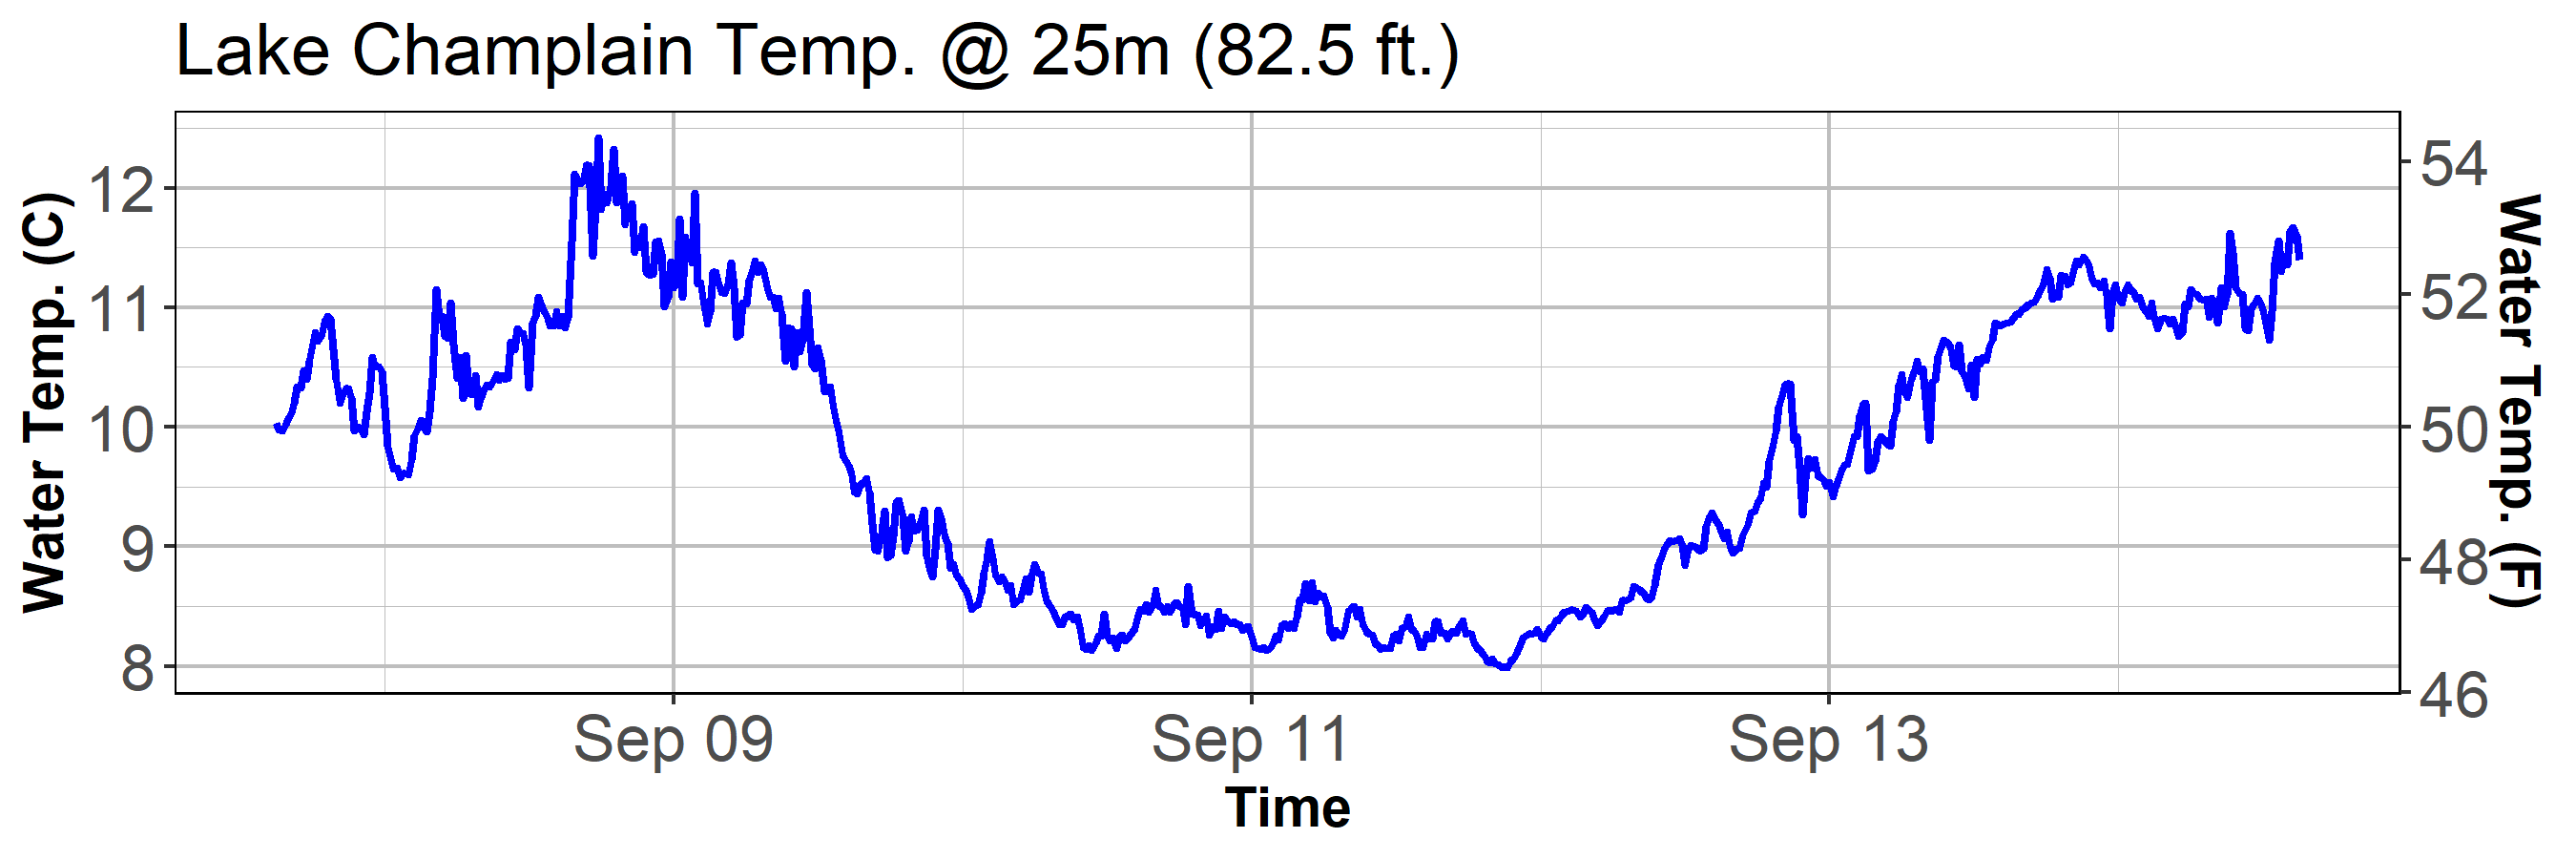 Lake Champlain Temp. @ 25m (82.5 ft.)
Water Temp. (C)
12
11
10
9
8
54
52
50
48
46
Water Temp. (F)
Sep 09 Sep 11 Sep 13
Time